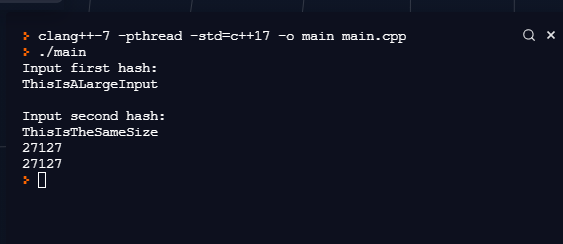 clang++-7 -pthread -std=c++17 -o main main.cpp
./main
Input first hash:
ThisIsALargeInput
Input second hash:
ThisIsTheSameSize
27127
27127